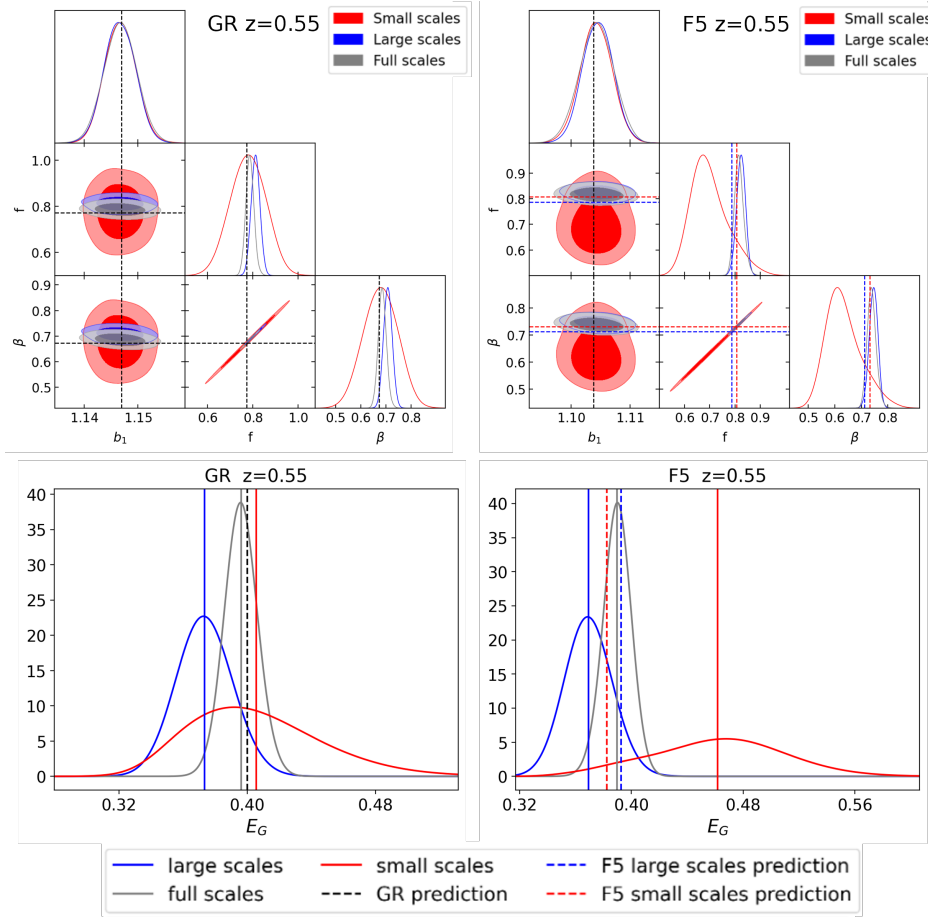 GR z=0.55
Small scales
Large scales
Full scales
1.0
f
0.8
0.6
0.9
0.8
β
0.7
0.6
0.5
1.14 1.15
b₁
0.6 0.8 1.0
f
0.5 0.6 0.7 0.8
β
F5 z=0.55
Small scales
Large scales
Full scales
0.9
f
0.8
0.7
0.6
0.9
0.8
β
0.7
0.6
0.5
1.10 1.11
b₁
0.6 0.7 0.8 0.9
f
0.5 0.6 0.7 0.8
β
GR z=0.55
40
35
30
25
20
15
10
5
0
0.32 0.40 0.48
E_G
F5 z=0.55
40
35
30
25
20
15
10
5
0
0.32 0.40 0.48 0.56
E_G
large scales small scales F5 large scales prediction
full scales GR prediction F5 small scales prediction